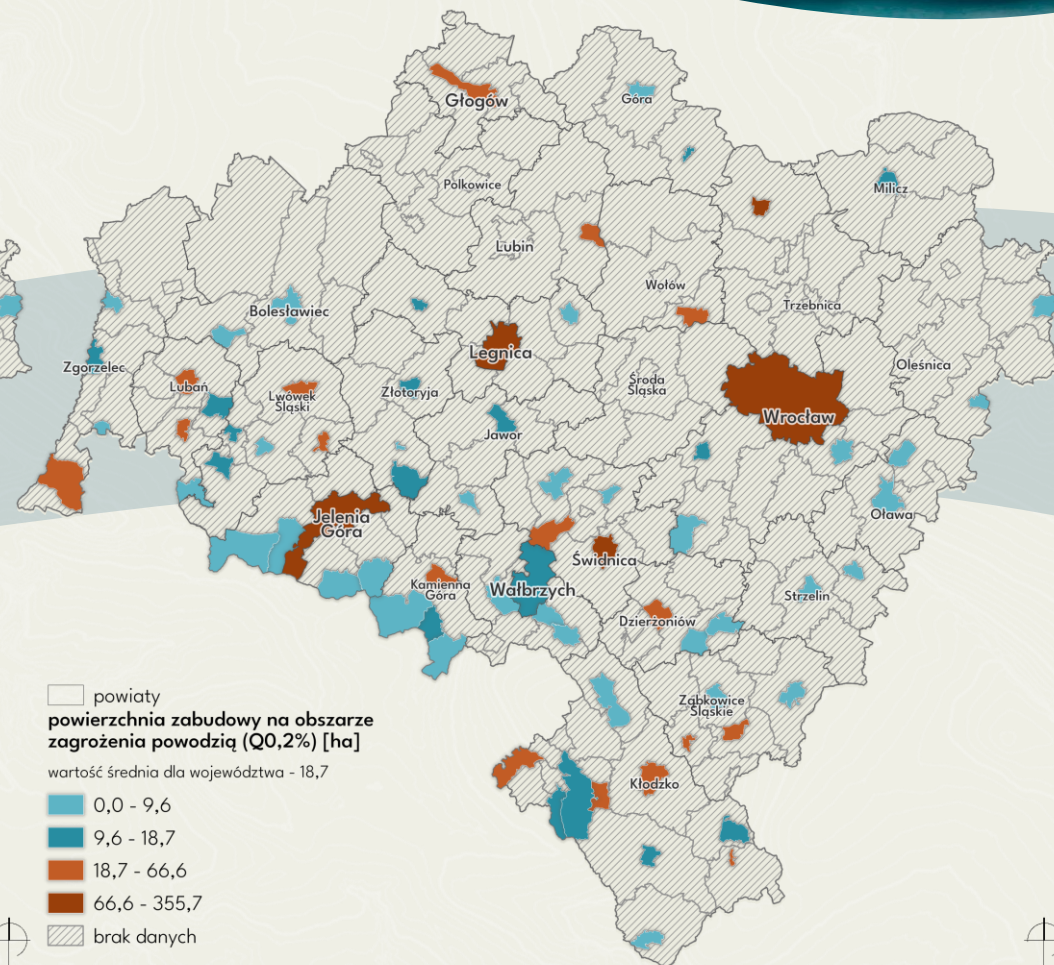 Głogów
Góra
Polkowice
Milicz
Lubin
Wołów
Trzebnica
Bolesławiec
Legnica
Zgorzelec
Lubań
Lwówek
Śląski
Złotoryja
Środa
Śląska
Oleśnica
Wrocław
Jawor
Jelenia
Góra
Oława
Kamienna
Góra
Wałbrzych
Świdnica
Strzelin
Dzierżoniów
Ząbkowice
Śląskie
Kłodzko
powiaty
powierzchnia zabudowy na obszarze
zagrożenia powodzią (Q0,2%) [ha]
wartość średnia dla województwa - 18,7
0,0 - 9,6
9,6 - 18,7
18,7 - 66,6
66,6 - 355,7
brak danych